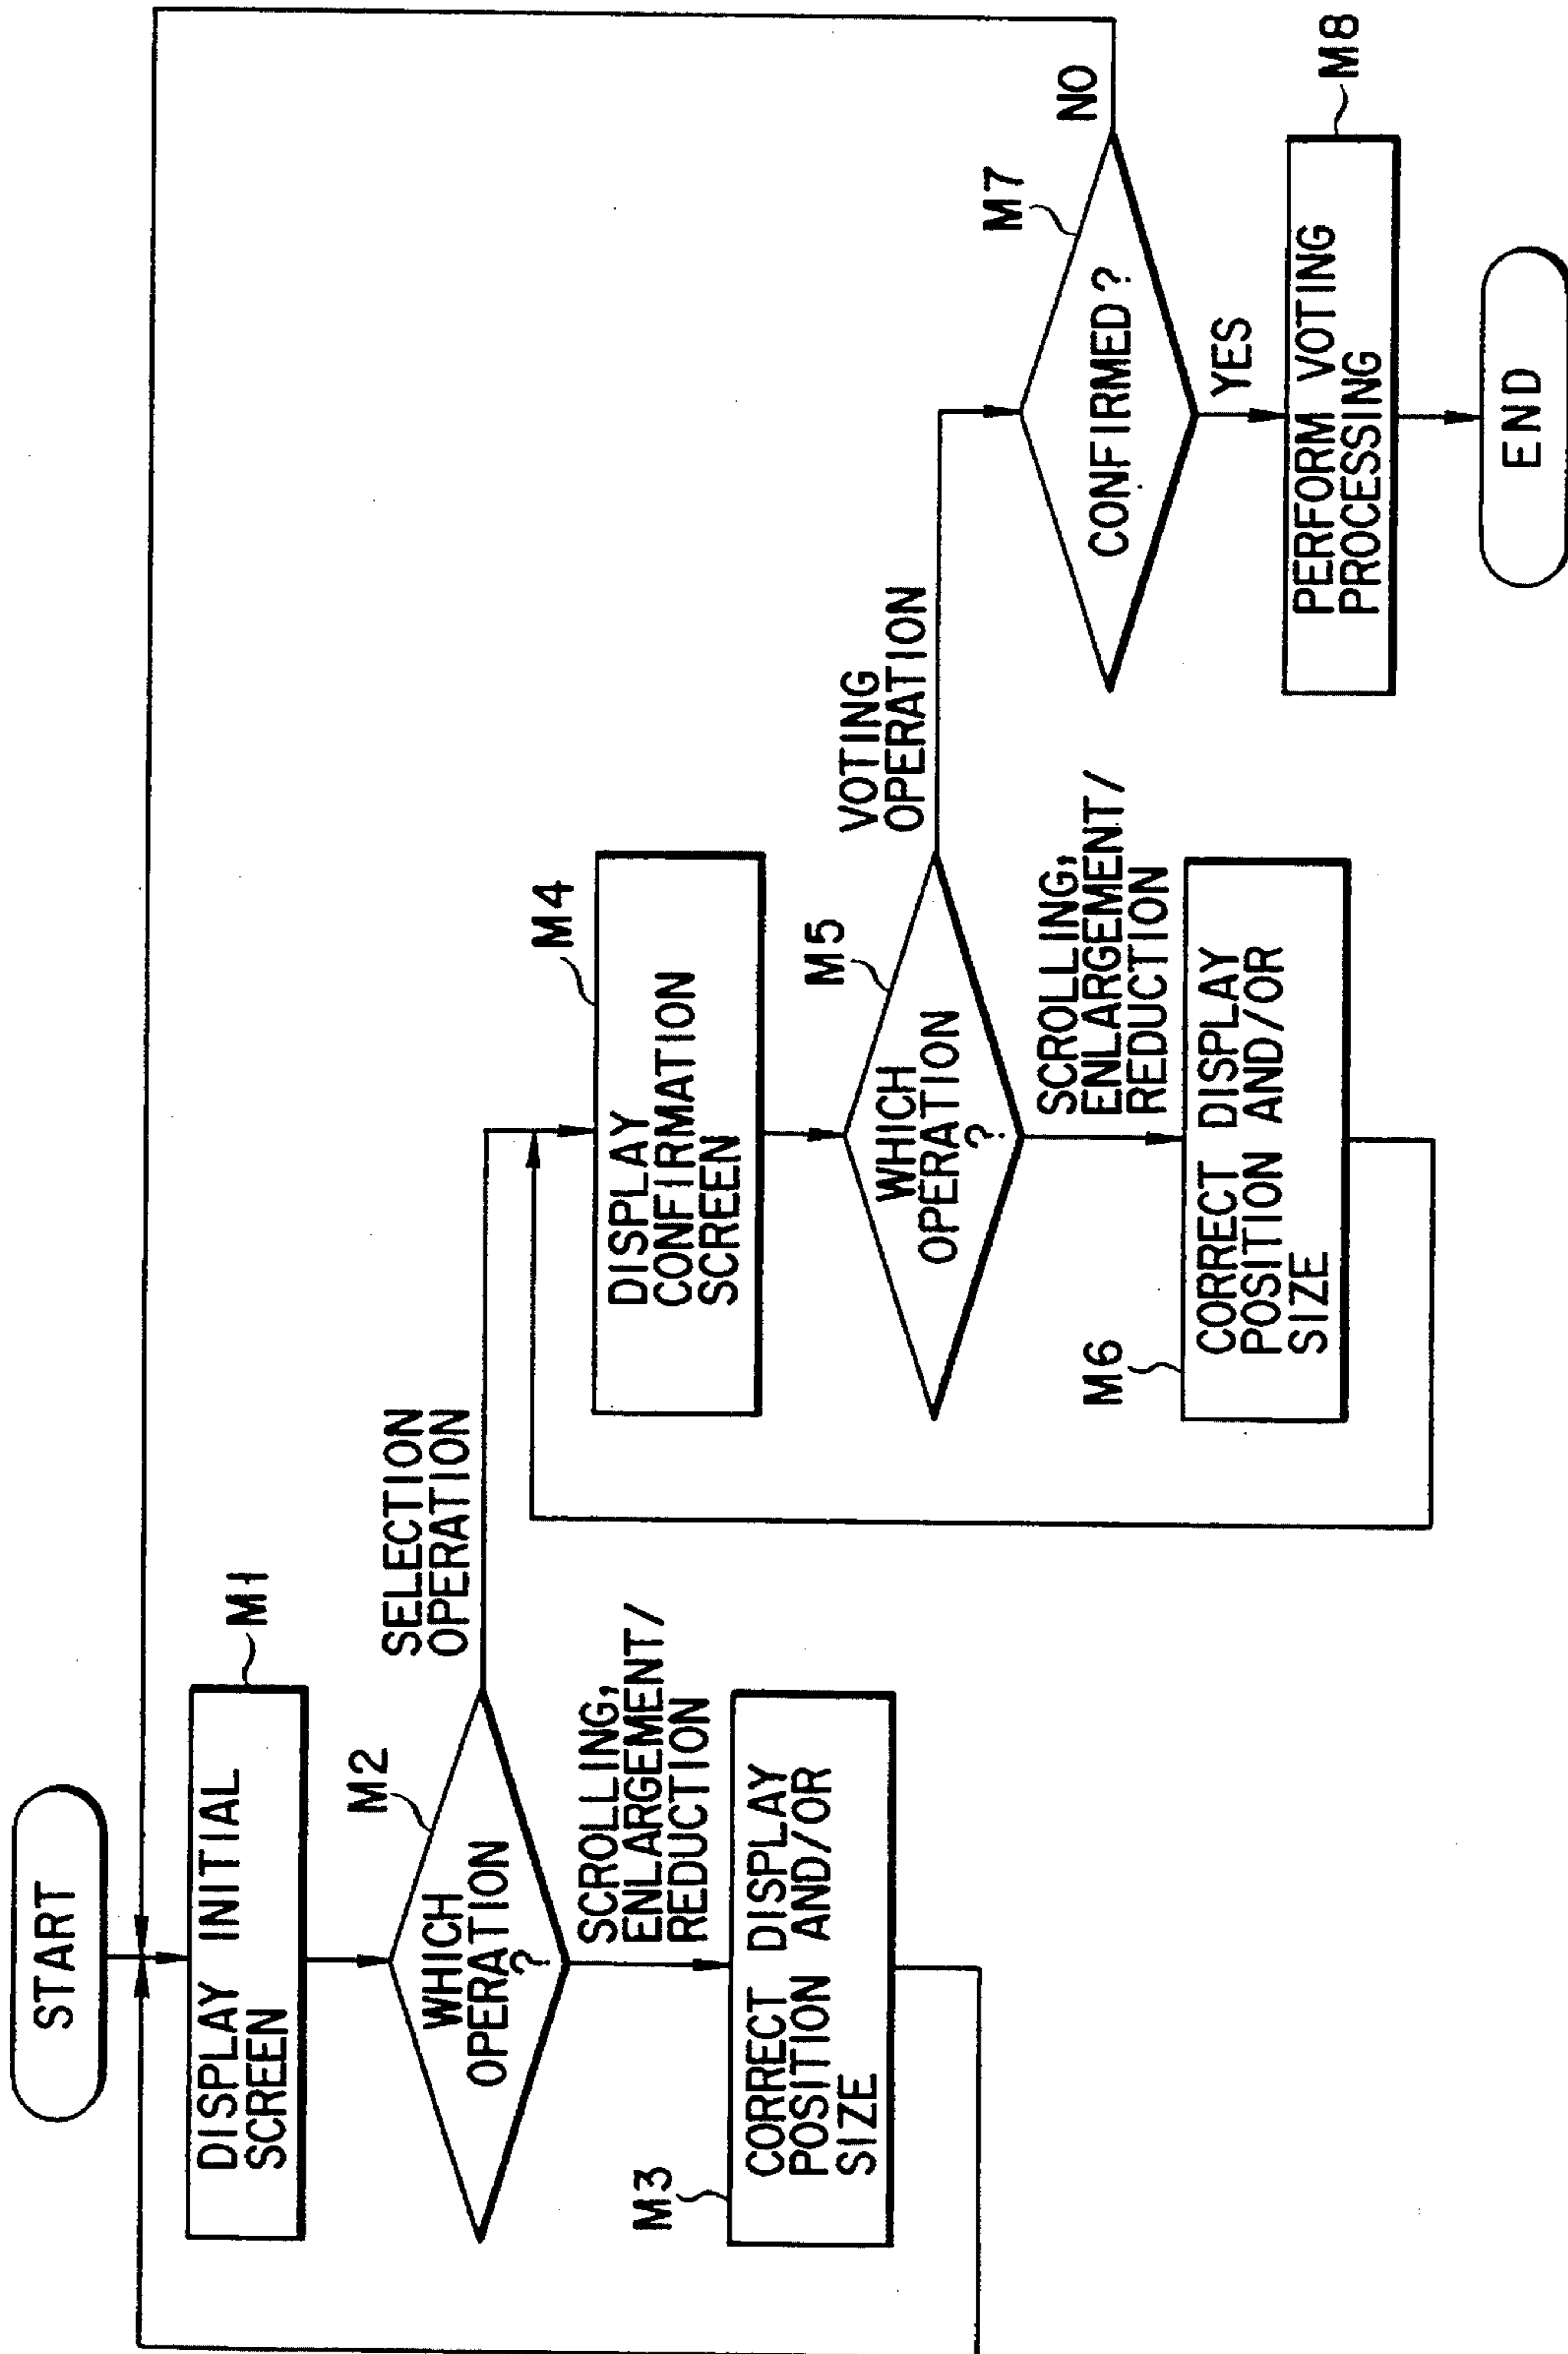 START
DISPLAY INITIAL
SCREEN
M1
WHICH
OPERATION
?
M2
SELECTION
OPERATION
SCROLLING,
ENLARGEMENT/
REDUCTION
M3
CORRECT DISPLAY
POSITION AND/OR
SIZE
M4
DISPLAY
CONFIRMATION
SCREEN
M5
WHICH
OPERATION
?
VOTING
OPERATION
SCROLLING,
ENLARGEMENT/
REDUCTION
M6
CORRECT DISPLAY
POSITION AND/OR
SIZE
M7
CONFIRMED?
NO
YES
M8
PERFORM VOTING
PROCESSING
END